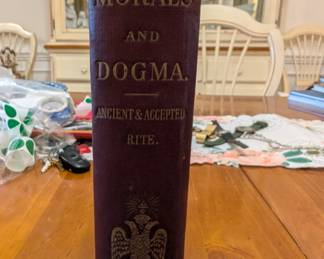 MORALS
AND
DOGMA.
ANCIENT & ACCEPTED
RITE.